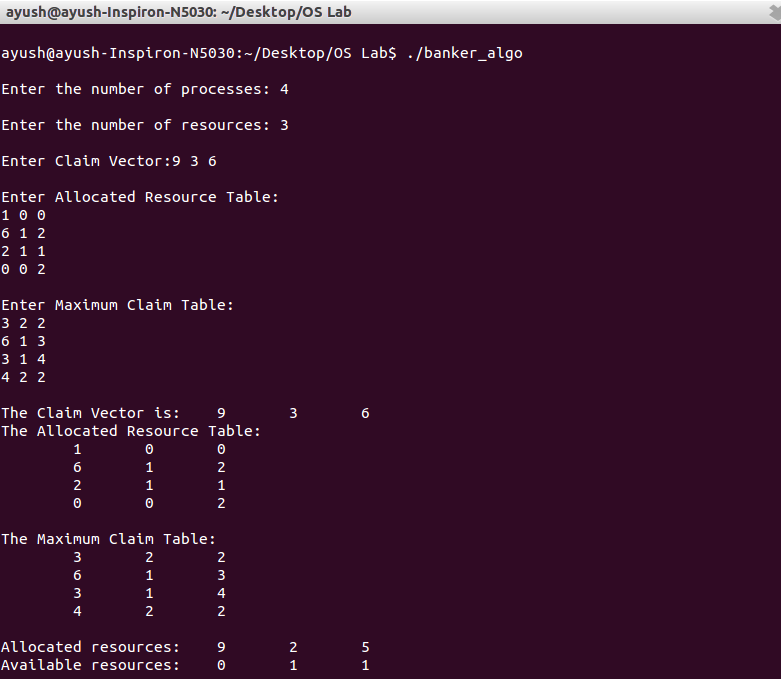 ayush@ayush-Inspiron-N5030: ~/Desktop/OS Lab
ayush@ayush-Inspiron-N5030:~/Desktop/OS Lab$ ./banker_algo
Enter the number of processes: 4
Enter the number of resources: 3
Enter Claim Vector:9 3 6
Enter Allocated Resource Table:
1 0 0
6 1 2
2 1 1
0 0 2
Enter Maximum Claim Table:
3 2 2
6 1 3
3 1 4
4 2 2
The Claim Vector is: 9 3 6
The Allocated Resource Table:
1 0 0
6 1 2
2 1 1
0 0 2
The Maximum Claim Table:
3 2 2
6 1 3
3 1 4
4 2 2
Allocated resources: 9 2 5
Available resources: 0 1 1